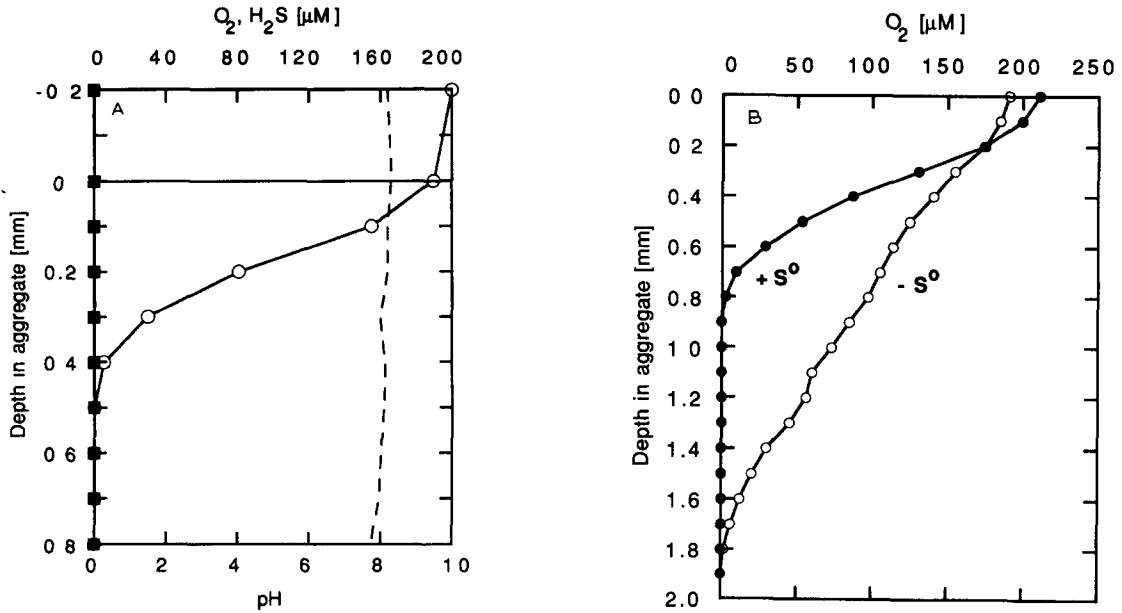 O2, H2S [µM]
0 40 80 120 160 200
- 0 2
0
0.2
0 4
0 6
0 8
Depth in aggregate [mm]
A
0 2 4 6 8 1 0
pH
O2 [µM]
0 50 100 150 200 250
0 0
0 2
0.4
0.6
0.8
1 0
1.2
1.4
1.6
1.8
2.0
Depth in aggregate [mm]
B
+ S⁰
- S⁰